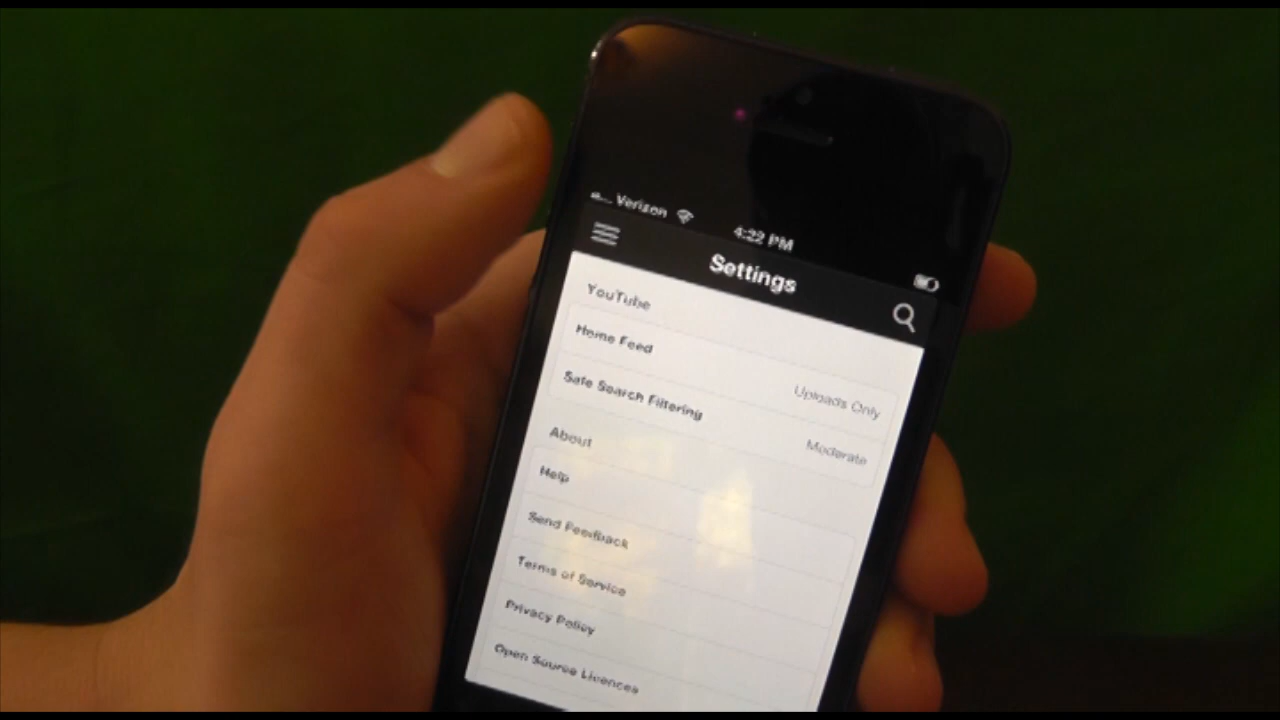 Verizon
4:22 PM
Settings
YouTube
Home Feed
Uploads Only
Safe Search Filtering
Moderate
About
Help
Send Feedback
Terms of Service
Privacy Policy
Open Source Licences